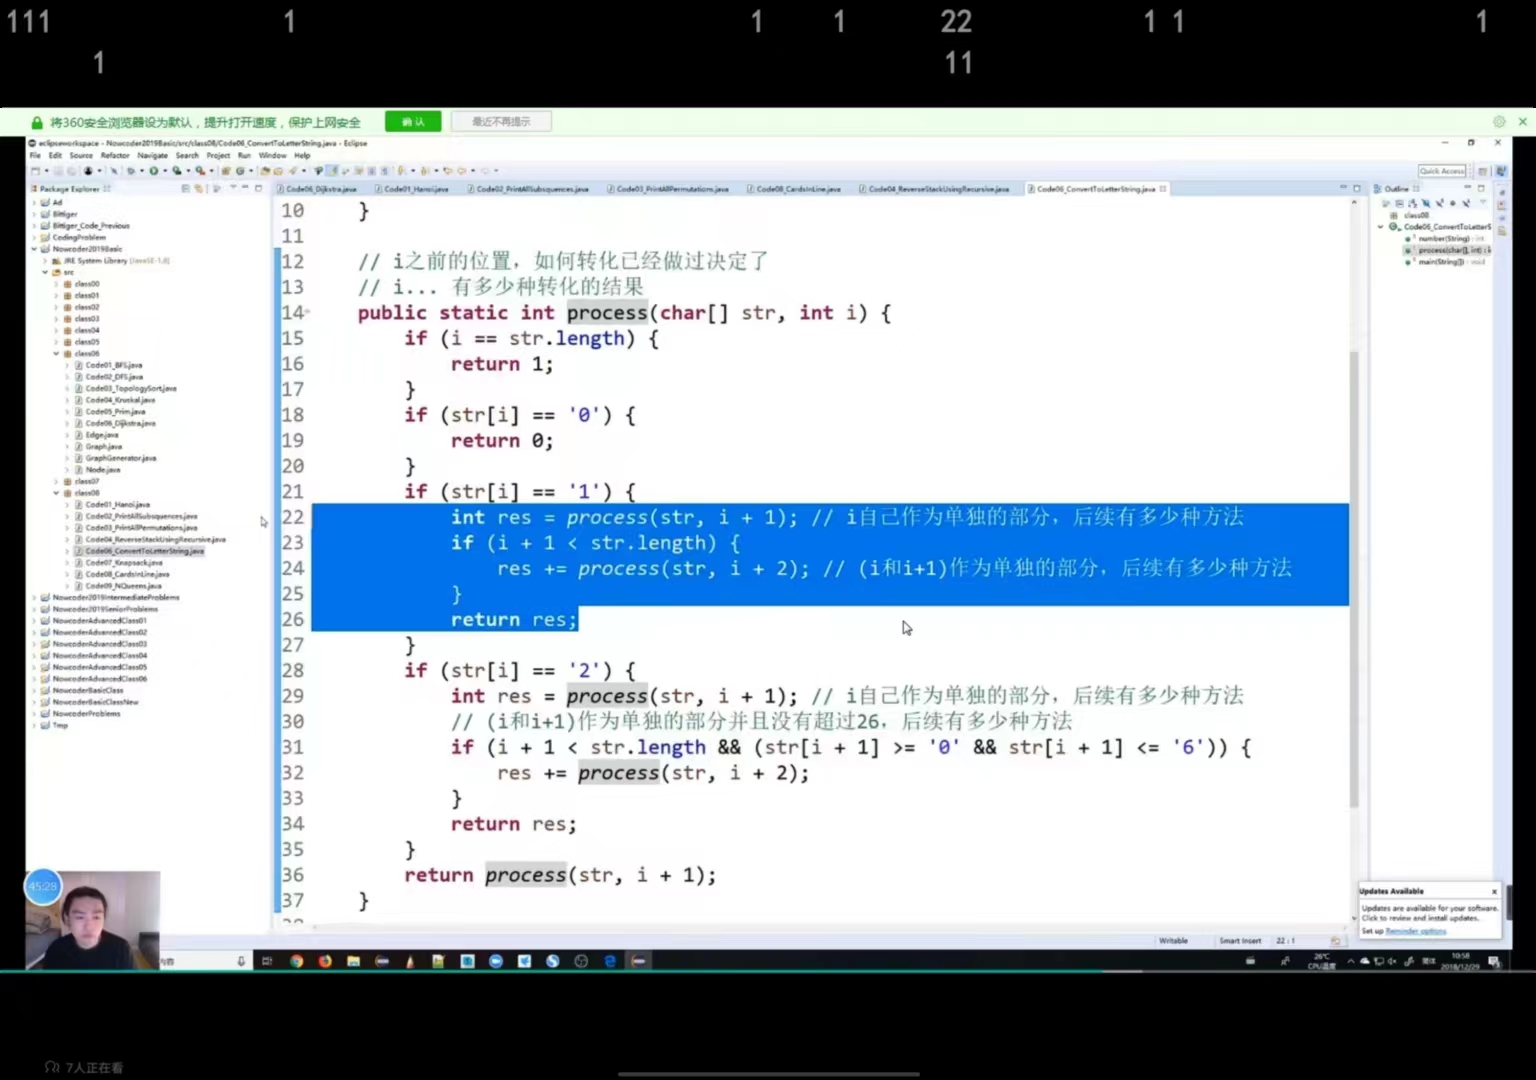 111 1 1 1 22 1 1 1
1 11
将360安全浏览器设为默认，提升打开速度，保护上网安全 确认 最近不再提示
eclipseworkspace - Nowcoder2019Basic/src/class08/Code06_ConvertToLetterString.java - Eclipse
File Edit Source Refactor Navigate Search Project Run Window Help
Quick Access
Package Explorer
Ad
Bittiger
Bittiger_Code_Previous
CodingProblem
Nowcoder2019Basic
JRE System Library [JavaSE-1.8]
src
class00
class01
class02
class03
class04
class05
class06
Code01_BFS.java
Code02_DFS.java
Code03_TopologySort.java
Code04_Kruskal.java
Code05_Prim.java
Code06_Dijkstra.java
Edge.java
Graph.java
GraphGenerator.java
Node.java
class07
class08
Code01_Hanoi.java
Code02_PrintAllSubsquences.java
Code03_PrintAllPermutations.java
Code04_ReverseStackUsingRecursive.java
Code06_ConvertToLetterString.java
Code07_Knapsack.java
Code08_CardsInLine.java
Code09_NQueens.java
Nowcoder2019IntermediateProblems
Nowcoder2019SeniorProblems
NowcoderAdvancedClass01
NowcoderAdvancedClass02
NowcoderAdvancedClass03
NowcoderAdvancedClass04
NowcoderAdvancedClass05
NowcoderAdvancedClass06
NowcoderBasicClass
NowcoderBasicClassNew
NowcoderProblems
Tmp
Code06_Dijkstra.java Code01_Hanoi.java Code02_PrintAllSubsquences.java Code03_PrintAllPermutations.java Code08_CardsInLine.java Code04_ReverseStackUsingRecursive.java Code06_ConvertToLetterString.java
10 }
11
12 // i之前的位置，如何转化已经做过决定了
13 // i... 有多少种转化的结果
14 public static int process(char[] str, int i) {
15 if (i == str.length) {
16 return 1;
17 }
18 if (str[i] == '0') {
19 return 0;
20 }
21 if (str[i] == '1') {
22 int res = process(str, i + 1); // i自己作为单独的部分，后续有多少种方法
23 if (i + 1 < str.length) {
24 res += process(str, i + 2); // (i和i+1)作为单独的部分，后续有多少种方法
25 }
26 return res;
27 }
28 if (str[i] == '2') {
29 int res = process(str, i + 1); // i自己作为单独的部分，后续有多少种方法
30 // (i和i+1)作为单独的部分并且没有超过26，后续有多少种方法
31 if (i + 1 < str.length && (str[i + 1] >= '0' && str[i + 1] <= '6')) {
32 res += process(str, i + 2);
33 }
34 return res;
35 }
36 return process(str, i + 1);
37 }
Outline
class08
Code06_ConvertToLetterS
number(String) : int
process(char[], int) : i
main(String[]) : void
Updates Available
Updates are available for your software.
Click to review and install updates.
Set up Reminder options
Writable Smart Insert 22 : 1
45:28
26℃
CPU温度
10:58
2018/12/29
7人正在看